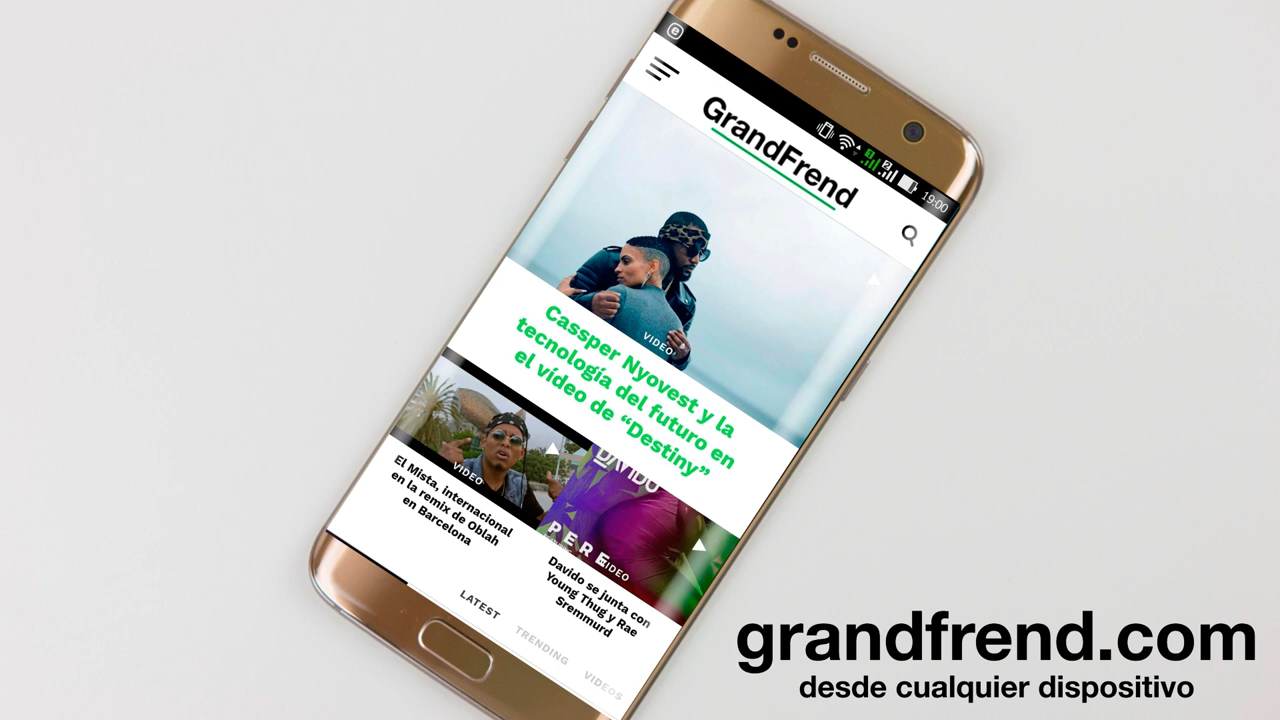 19:00
GrandFrend
VIDEO
Cassper Nyovest y la
tecnología del futuro en
el vídeo de “Destiny”
VIDEO
El Mista, internacional
en la remix de Oblah
en Barcelona
DAVIDO
PERE
VIDEO
Davido se junta con
Young Thug y Rae
Sremmurd
LATEST
TRENDING
VIDEOS
grandfrend.com
desde cualquier dispositivo